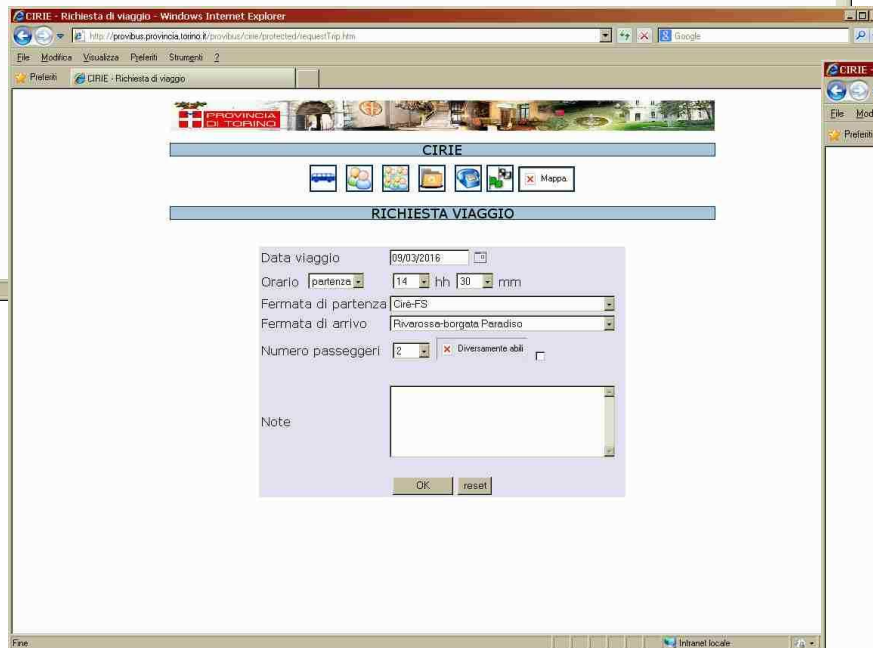 CIRIE - Richiesta di viaggio - Windows Internet Explorer
http://provibus.provincia.torino.it/provibus/cirie/protected/requestTrip.htm
Google
File Modifica Visualizza Preferiti Strumenti ?
Preferiti CIRIE - Richiesta di viaggio
PROVINCIA
DI TORINO
CIRIE
Mappa
RICHIESTA VIAGGIO
Data viaggio 09/03/2016
Orario partenza 14 hh 30 mm
Fermata di partenza Cirè-FS
Fermata di arrivo Rivarossa-borgata Paradiso
Numero passeggeri 2 Diversamente abili
Note
OK reset
Fine Intranet locale
CIRIE -
File Mod
Preferiti